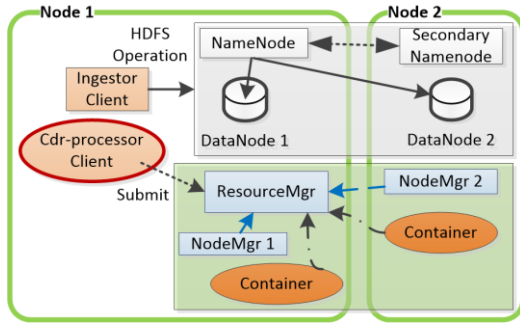 Node 1
Node 2
HDFS
Operation
NameNode
Secondary
Namenode
Ingestor
Client
DataNode 1
DataNode 2
Cdr-processor
Client
Submit
ResourceMgr
NodeMgr 2
NodeMgr 1
Container
Container